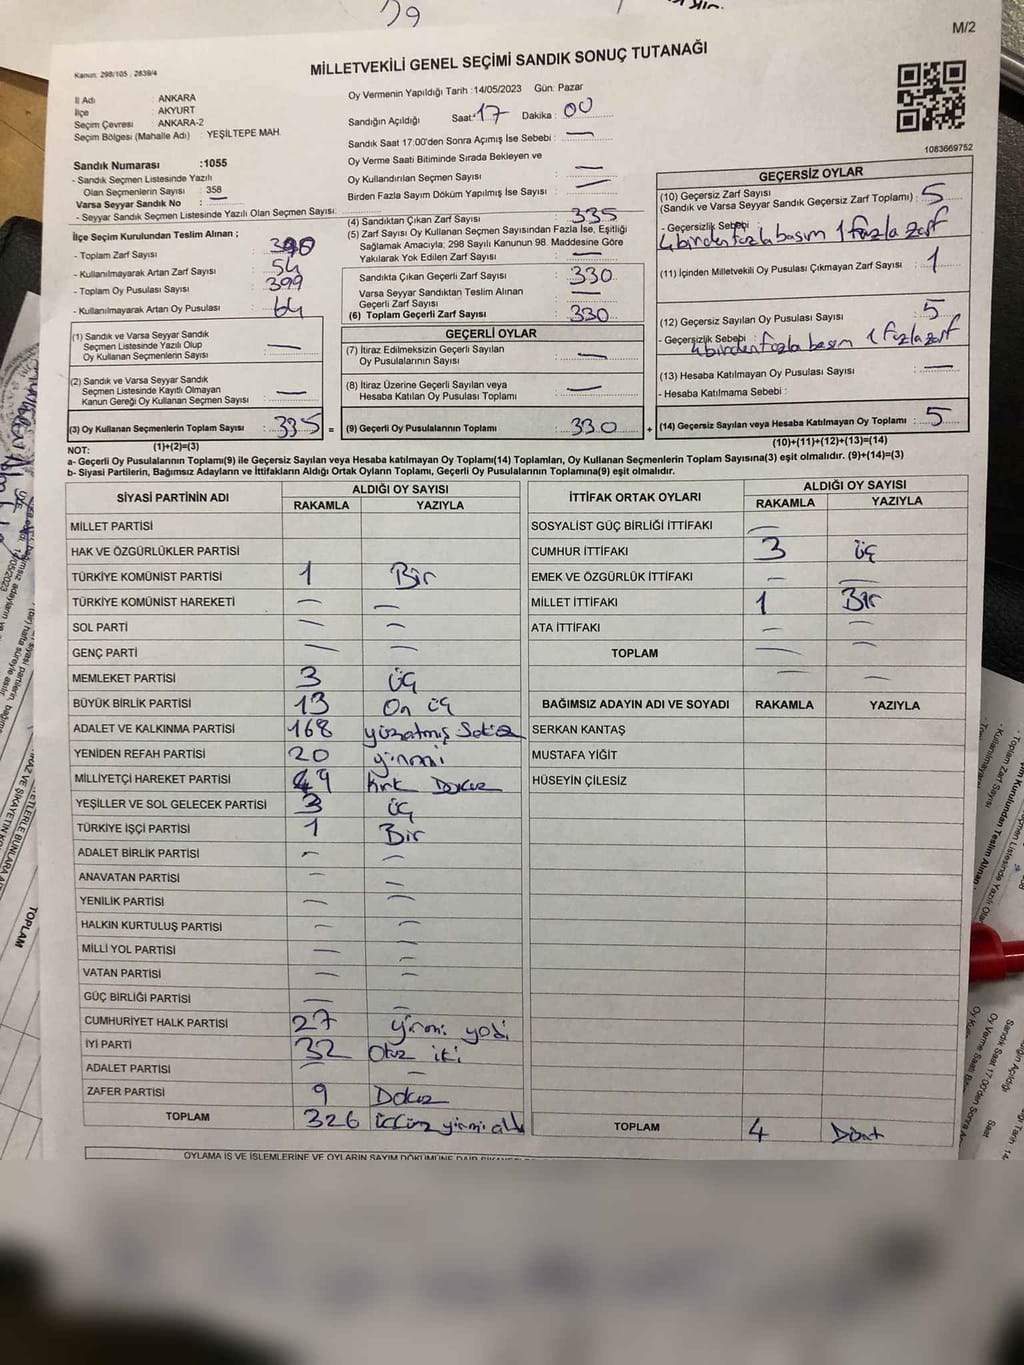 M/2
Kanun: 298/105 , 2839/4
MİLLETVEKİLİ GENEL SEÇİMİ SANDIK SONUÇ TUTANAĞI
İl Adı : ANKARA
İlçe : AKYURT
Seçim Çevresi : ANKARA-2
Seçim Bölgesi (Mahalle Adı) : YEŞİLTEPE MAH.
Sandık Numarası :1055
- Sandık Seçmen Listesinde Yazılı
Olan Seçmenlerin Sayısı : 358
Varsa Seyyar Sandık No : —
- Seyyar Sandık Seçmen Listesinde Yazılı Olan Seçmen Sayısı:
Oy Vermenin Yapıldığı Tarih :14/05/2023 Gün: Pazar
Sandığın Açıldığı Saat: 17 Dakika : 00
Sandık Saat 17:00'den Sonra Açımış İse Sebebi : —
Oy Verme Saati Bitiminde Sırada Bekleyen ve
Oy Kullandırılan Seçmen Sayısı : —
Birden Fazla Sayım Döküm Yapılmış İse Sayısı : —
1083669752
İlçe Seçim Kurulundan Teslim Alınan ;
- Toplam Zarf Sayısı :
- Kullanılmayarak Artan Zarf Sayısı : 54
- Toplam Oy Pusulası Sayısı : 399
- Kullanılmayarak Artan Oy Pusulası : 64
(1) Sandık ve Varsa Seyyar Sandık
Seçmen Listesinde Yazılı Olup
Oy Kullanan Seçmenlerin Sayısı : —
(2) Sandık ve Varsa Seyyar Sandık
Seçmen Listesinde Kayıtlı Olmayan
Kanun Gereği Oy Kullanan Seçmen Sayısı : —
(3) Oy Kullanan Seçmenlerin Toplam Sayısı : 335 =
(1)+(2)=(3)
(4) Sandıktan Çıkan Zarf Sayısı : 335
(5) Zarf Sayısı Oy Kullanan Seçmen Sayısından Fazla İse, Eşitliği
Sağlamak Amacıyla; 298 Sayılı Kanunun 98. Maddesine Göre
Yakılarak Yok Edilen Zarf Sayısı : —
Sandıkta Çıkan Geçerli Zarf Sayısı : 330
Varsa Seyyar Sandıktan Teslim Alınan
Geçerli Zarf Sayısı : —
(6) Toplam Geçerli Zarf Sayısı : 330
GEÇERLİ OYLAR
(7) İtiraz Edilmeksizin Geçerli Sayılan
Oy Pusulalarının Sayısı : —
(8) İtiraz Üzerine Geçerli Sayılan veya
Hesaba Katılan Oy Pusulası Toplamı : —
(9) Geçerli Oy Pusulalarının Toplamı : 330 +
GEÇERSİZ OYLAR
(10) Geçersiz Zarf Sayısı
(Sandık ve Varsa Seyyar Sandık Geçersiz Zarf Toplamı) : 5
- Geçersizlik Sebebi :
4 birden fazla basım 1 fazla zarf
(11) İçinden Milletvekili Oy Pusulası Çıkmayan Zarf Sayısı : 1
(12) Geçersiz Sayılan Oy Pusulası Sayısı : 5
- Geçersizlik Sebebi :
4 birden fazla basım 1 fazla zarf
(13) Hesaba Katılmayan Oy Pusulası Sayısı : —
- Hesaba Katılmama Sebebi :
(14) Geçersiz Sayılan veya Hesaba Katılmayan Oy Toplamı : 5
(10)+(11)+(12)+(13)=(14)
NOT:
a- Geçerli Oy Pusulalarının Toplamı(9) ile Geçersiz Sayılan veya Hesaba katılmayan Oy Toplamı(14) Toplamları, Oy Kullanan Seçmenlerin Toplam Sayısına(3) eşit olmalıdır. (9)+(14)=(3)
b- Siyasi Partilerin, Bağımsız Adayların ve İttifakların Aldığı Ortak Oyların Toplamı, Geçerli Oy Pusulalarının Toplamına(9) eşit olmalıdır.
SİYASİ PARTİNİN ADI ALDIĞI OY SAYISI
RAKAMLA YAZIYLA
MİLLET PARTİSİ
HAK VE ÖZGÜRLÜKLER PARTİSİ
TÜRKİYE KOMÜNİST PARTİSİ 1 Bir
TÜRKİYE KOMÜNİST HAREKETİ — —
SOL PARTİ — —
GENÇ PARTİ — —
MEMLEKET PARTİSİ 3 üç
BÜYÜK BİRLİK PARTİSİ 13 On üç
ADALET VE KALKINMA PARTİSİ 168 yüzatmış Sekiz
YENİDEN REFAH PARTİSİ 20 yirmi
MİLLİYETÇİ HAREKET PARTİSİ 49 kırk Dokuz
YEŞİLLER VE SOL GELECEK PARTİSİ 3 üç
TÜRKİYE İŞÇİ PARTİSİ 1 Bir
ADALET BİRLİK PARTİSİ — —
ANAVATAN PARTİSİ — —
YENİLİK PARTİSİ — —
HALKIN KURTULUŞ PARTİSİ — —
MİLLİ YOL PARTİSİ — —
VATAN PARTİSİ — —
GÜÇ BİRLİĞİ PARTİSİ — —
CUMHURİYET HALK PARTİSİ 27 yirmi yedi
İYİ PARTİ 32 Otuz iki
ADALET PARTİSİ — —
ZAFER PARTİSİ 9 Dokuz
TOPLAM 326 üçyüz yirmi altı
İTTİFAK ORTAK OYLARI ALDIĞI OY SAYISI
RAKAMLA YAZIYLA
SOSYALİST GÜÇ BİRLİĞİ İTTİFAKI —
CUMHUR İTTİFAKI 3 üç
EMEK VE ÖZGÜRLÜK İTTİFAKI — —
MİLLET İTTİFAKI 1 Bir
ATA İTTİFAKI — —
TOPLAM — —
BAĞIMSIZ ADAYIN ADI VE SOYADI RAKAMLA YAZIYLA
SERKAN KANTAŞ
MUSTAFA YİĞİT
HÜSEYİN ÇİLESİZ
TOPLAM 4 Dört
OYLAMA İŞ VE İŞLEMLERİNE VE OYLARIN SAYIM DÖKÜMÜNE DAİR
TOPLAM